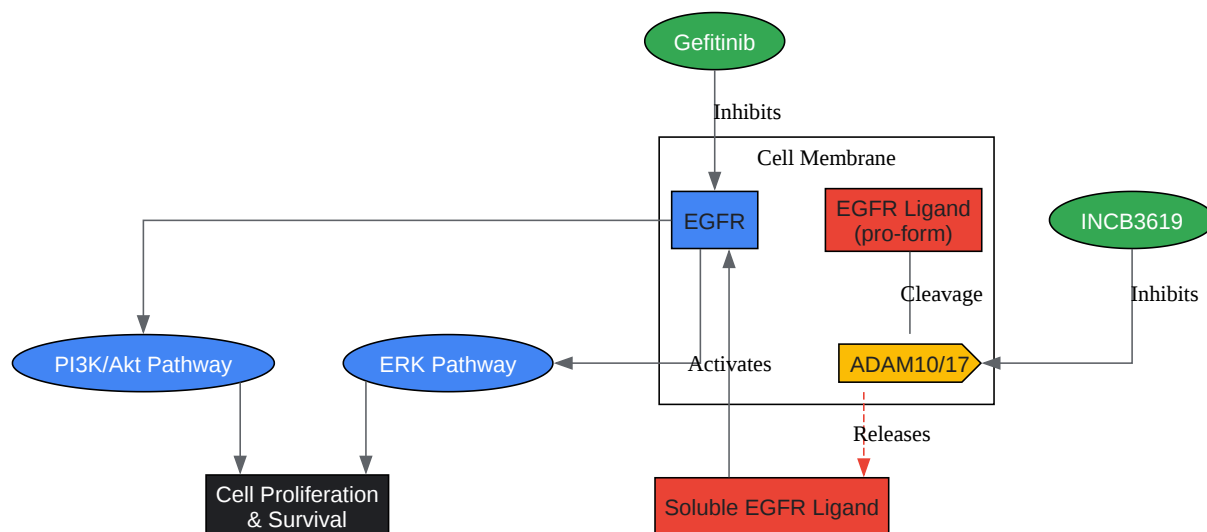 Gefitinib
Inhibits
Cell Membrane
EGFR
EGFR Ligand
(pro-form)
INCB3619
Cleavage
Inhibits
PI3K/Akt Pathway
ERK Pathway
Activates
ADAM10/17
Releases
Cell Proliferation
& Survival
Soluble EGFR Ligand